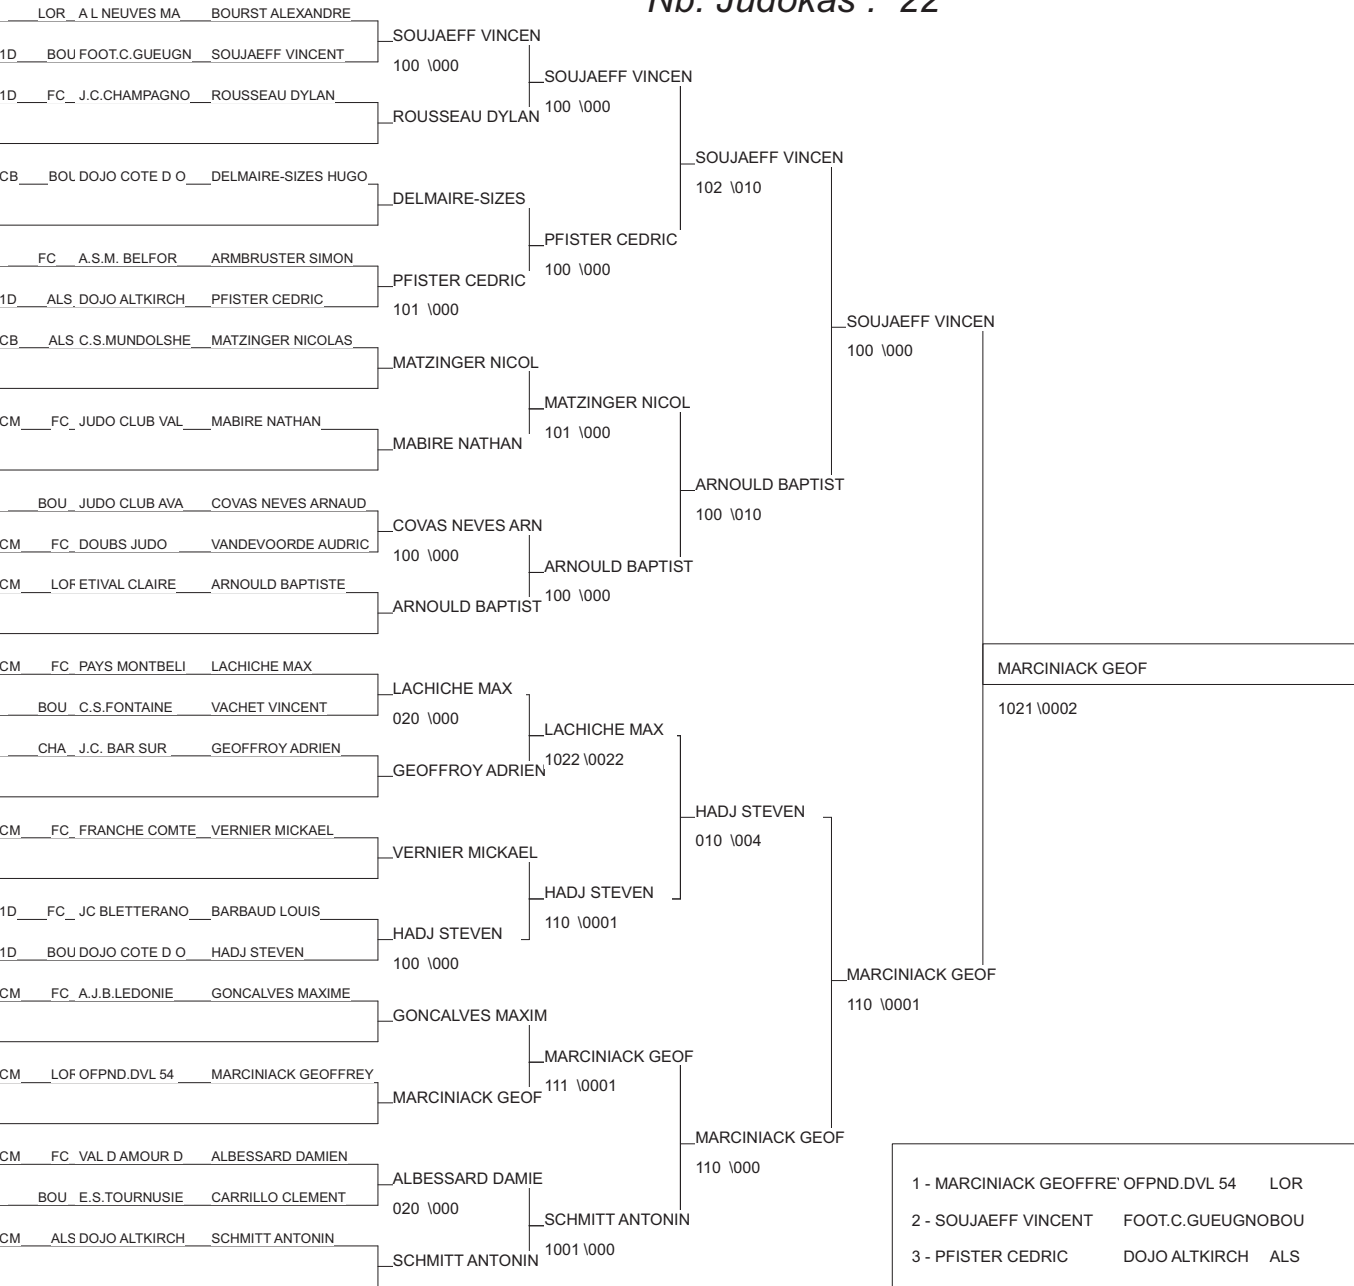 Nb. Judokas : 22
LOR A L NEUVES MA BOURST ALEXANDRE
SOUJAEFF VINCEN
1D BOU FOOT.C.GUEUGN SOUJAEFF VINCENT
100 \000
SOUJAEFF VINCEN
1D FC J.C.CHAMPAGNO ROUSSEAU DYLAN
100 \000
ROUSSEAU DYLAN
SOUJAEFF VINCEN
102 \010
CB BOU DOJO COTE D O DELMAIRE-SIZES HUGO
DELMAIRE-SIZES
PFISTER CEDRIC
100 \000
FC A.S.M. BELFOR ARMBRUSTER SIMON
PFISTER CEDRIC
1D ALS DOJO ALTKIRCH PFISTER CEDRIC
101 \000
SOUJAEFF VINCEN
100 \000
CB ALS C.S.MUNDOLSHE MATZINGER NICOLAS
MATZINGER NICOL
MATZINGER NICOL
101 \000
CM FC JUDO CLUB VAL MABIRE NATHAN
MABIRE NATHAN
ARNOULD BAPTIST
100 \010
BOU JUDO CLUB AVA COVAS NEVES ARNAUD
COVAS NEVES ARN
CM FC DOUBS JUDO VANDEVOORDE AUDRIC
100 \000
ARNOULD BAPTIST
100 \000
CM LOR ETIVAL CLAIRE ARNOULD BAPTISTE
ARNOULD BAPTIST
MARCINIACK GEOF
1021 \0002
CM FC PAYS MONTBELI LACHICHE MAX
LACHICHE MAX
BOU C.S.FONTAINE VACHET VINCENT
020 \000
LACHICHE MAX
1022 \0022
CHA J.C. BAR SUR GEOFFROY ADRIEN
GEOFFROY ADRIEN
HADJ STEVEN
010 \004
CM FC FRANCHE COMTE VERNIER MICKAEL
VERNIER MICKAEL
HADJ STEVEN
110 \0001
1D FC JC BLETTERANO BARBAUD LOUIS
HADJ STEVEN
1D BOU DOJO COTE D O HADJ STEVEN
100 \000
MARCINIACK GEOF
110 \0001
CM FC A.J.B.LEDONIE GONCALVES MAXIME
GONCALVES MAXIM
MARCINIACK GEOF
111 \0001
CM LOR OFPND.DVL 54 MARCINIACK GEOFFREY
MARCINIACK GEOF
MARCINIACK GEOF
110 \000
CM FC VAL D AMOUR D ALBESSARD DAMIEN
ALBESSARD DAMIE
BOU E.S.TOURNUSIE CARRILLO CLEMENT
020 \000
SCHMITT ANTONIN
1001 \000
CM ALS DOJO ALTKIRCH SCHMITT ANTONIN
SCHMITT ANTONIN
1 - MARCINIACK GEOFFRE OFPND.DVL 54 LOR
2 - SOUJAEFF VINCENT FOOT.C.GUEUGNO BOU
3 - PFISTER CEDRIC DOJO ALTKIRCH ALS